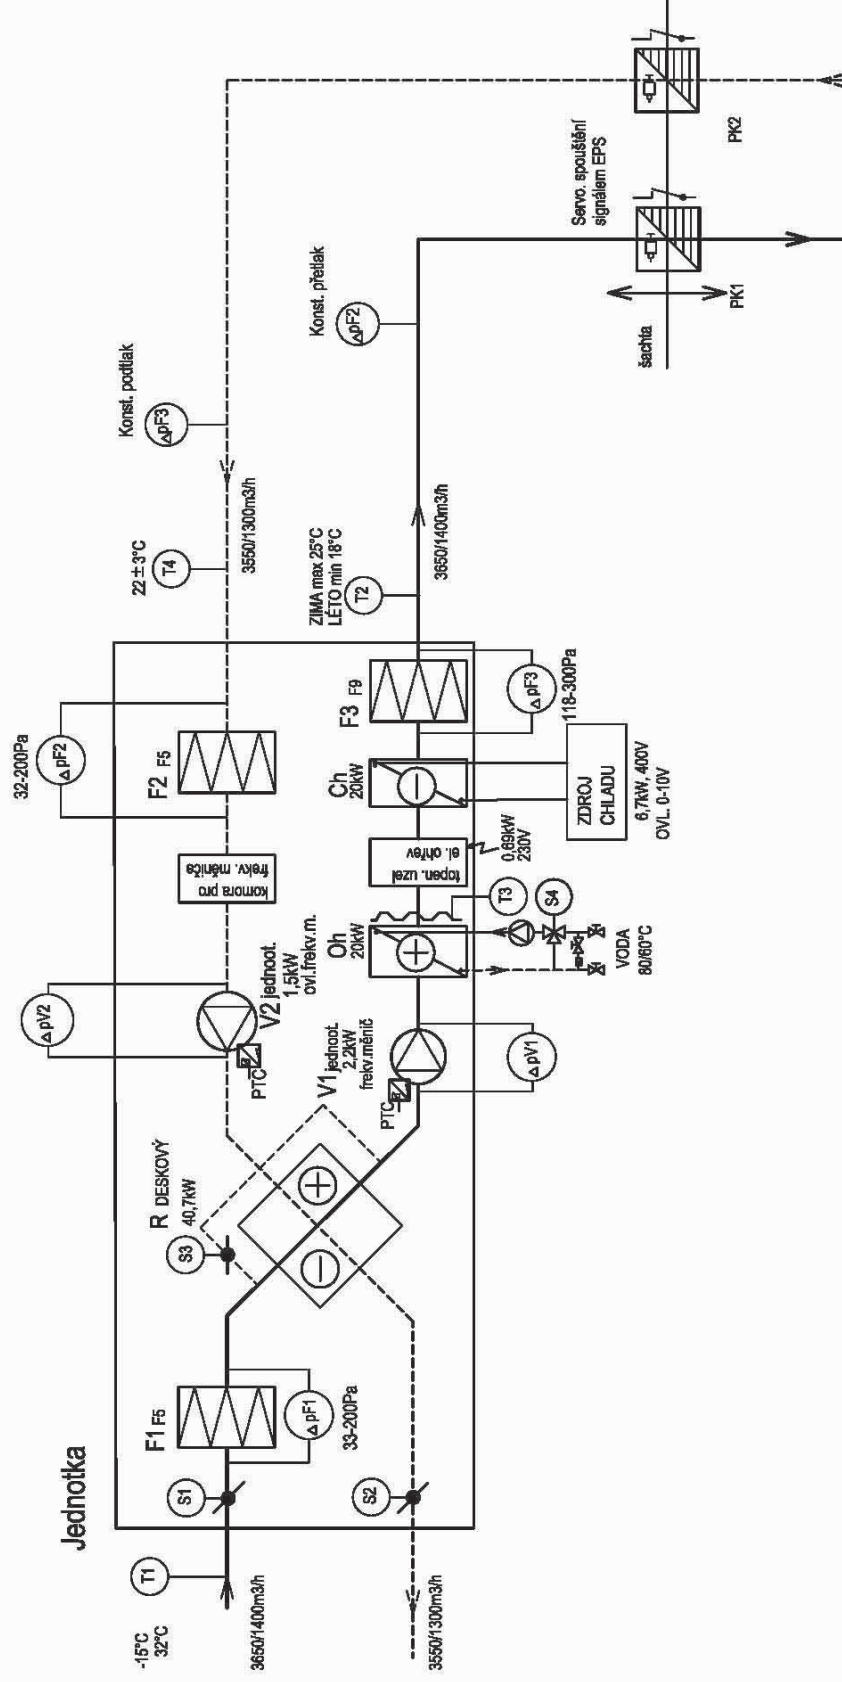 Jednotka
-15°C
32°C
T1
3650/1400m3/h
S1
F1 F5
ΔpF1
33-200Pa
S2
3550/1300m3/h
S3
R DESKOVÝ
40,7kW
PTC
V1 jednoot.
2,2kW
frekv.měnič
ΔpV1
ΔpV2
PTC
V2 jednoot.
1,5kW
ovl.frekv.m.
komora pro
frekv. měniča
F2 F5
ΔpF2
32-200Pa
Oh
20kW
T3
S4
VODA
80/60°C
topen. uzel
el. ohřev
0,69kW
230V
Ch
20kW
ZDROJ
CHLADU
6,7kW, 400V
OVL. 0-10V
F3 F9
ΔpF3
118-300Pa
22±3°C
T4
3550/1300m3/h
ZIMA max 25°C
LÉTO min 18°C
T2
3650/1400m3/h
Konst. podtlak
ΔpF3
Konst. přetlak
ΔpF2
Servo. spouštění
signálem EPS
šachta
PK1
PK2